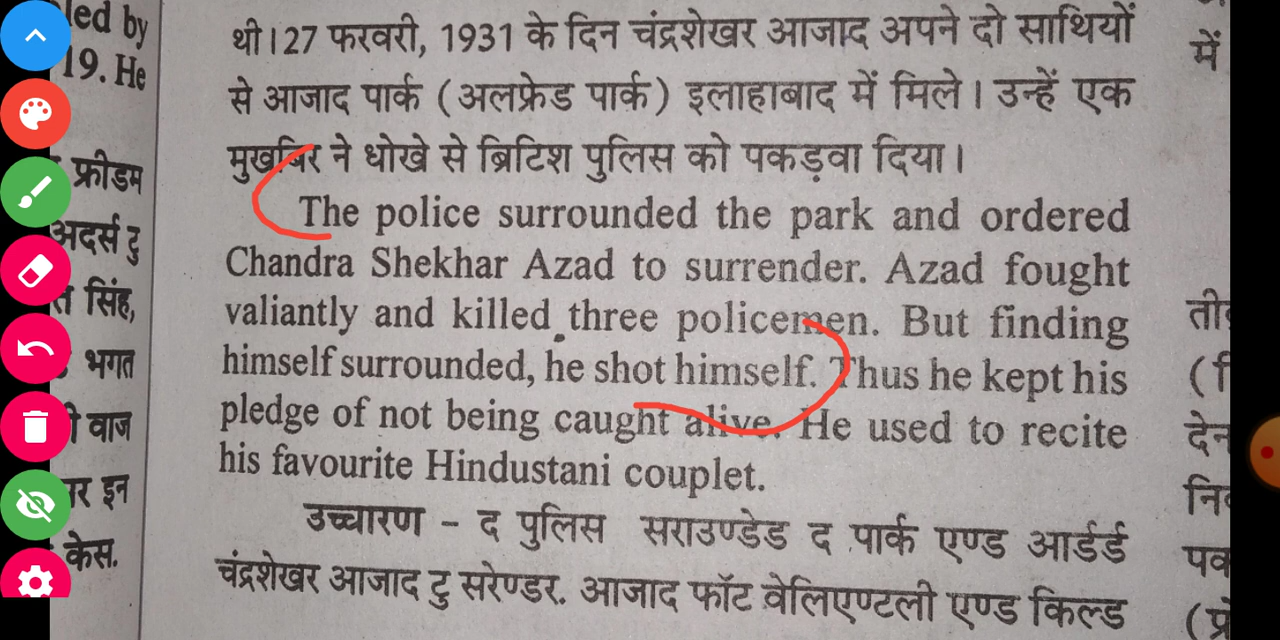 led by
19. He
फ्रीडम
अदर्स टु
सिंह,
भगत
वाज
इन
केस.
थी।27 फरवरी, 1931 के दिन चंद्रशेखर आजाद अपने दो साथियों
से आजाद पार्क (अलफ्रेड पार्क) इलाहाबाद में मिले। उन्हें एक
मुखबिर ने धोखे से ब्रिटिश पुलिस को पकड़वा दिया।
The police surrounded the park and ordered
Chandra Shekhar Azad to surrender. Azad fought
valiantly and killed three policemen. But finding
himself surrounded, he shot himself. Thus he kept his
pledge of not being caught alive. He used to recite
his favourite Hindustani couplet.
उच्चारण – द पुलिस सराउण्डेड द पार्क एण्ड आर्डर्ड
चंद्रशेखर आजाद टु सरेण्डर. आजाद फॉट वेलिएण्टली एण्ड किल्ड
में